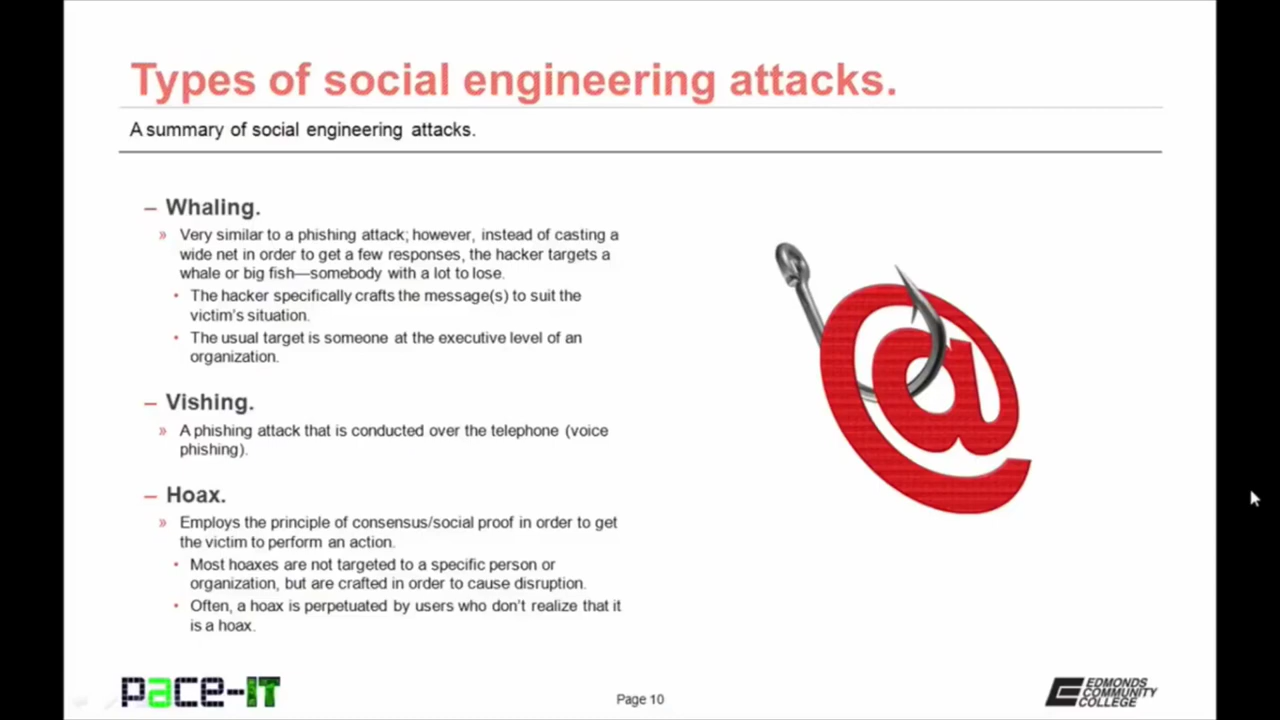 Types of social engineering attacks.
A summary of social engineering attacks.
– Whaling.
» Very similar to a phishing attack; however, instead of casting a
wide net in order to get a few responses, the hacker targets a
whale or big fish—somebody with a lot to lose.
• The hacker specifically crafts the message(s) to suit the
victim's situation.
• The usual target is someone at the executive level of an
organization.
– Vishing.
» A phishing attack that is conducted over the telephone (voice
phishing).
– Hoax.
» Employs the principle of consensus/social proof in order to get
the victim to perform an action.
• Most hoaxes are not targeted to a specific person or
organization, but are crafted in order to cause disruption.
• Often, a hoax is perpetuated by users who don't realize that it
is a hoax.
@
pace-IT
Page 10
EDMONDS
COMMUNITY
COLLEGE